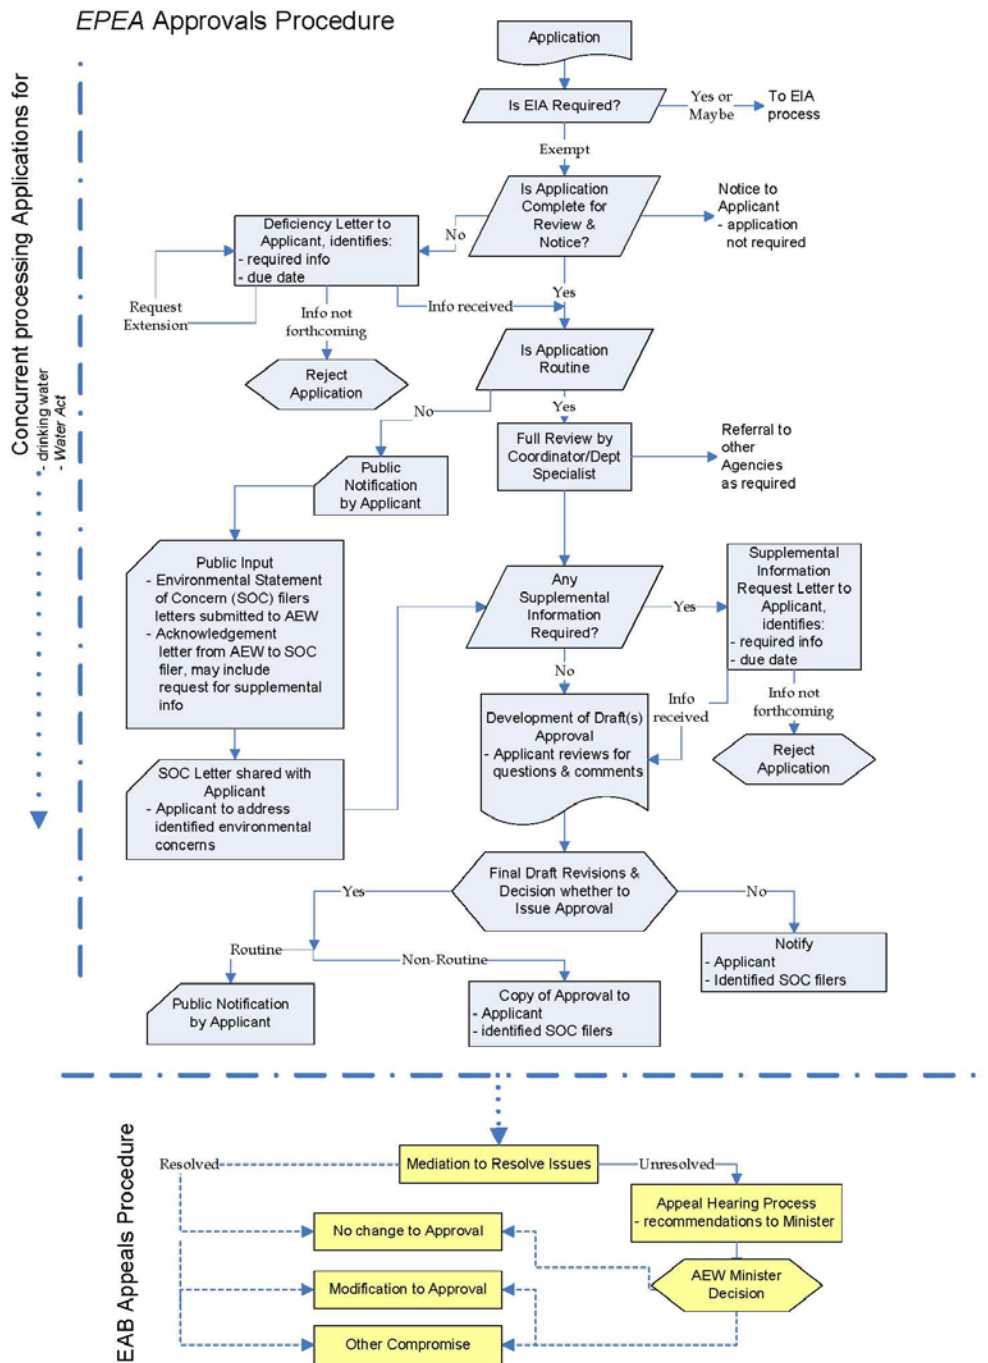 EPEA Approvals Procedure
Concurrent processing Applications for
- drinking water
- Water Act
Application
Is EIA Required?
Yes or
Maybe
To EIA
process
Exempt
Is Application
Complete for
Review &
Notice?
Notice to
Applicant
- application
not required
No
Deficiency Letter to
Applicant, identifies:
- required info
- due date
Request
Extension
Info not
forthcoming
Info received
Yes
Reject
Application
Is Application
Routine
No
Yes
Full Review by
Coordinator/Dept
Specialist
Referral to
other
Agencies
as required
Public
Notification
by Applicant
Public Input
- Environmental Statement
of Concern (SOC) filers
letters submitted to AEW
- Acknowledgement
letter from AEW to SOC
filer, may include
request for supplemental
info
Any
Supplemental
Information
Required?
Yes
Supplemental
Information
Request Letter to
Applicant,
identifies:
- required info
- due date
No
Info
received
Info not
forthcoming
Reject
Application
SOC Letter shared with
Applicant
- Applicant to address
identified environmental
concerns
Development of Draft(s)
Approval
- Applicant reviews for
questions & comments
Final Draft Revisions &
Decision whether to
Issue Approval
Yes
No
Routine
Non-Routine
Notify
- Applicant
- Identified SOC filers
Public Notification
by Applicant
Copy of Approval to
- Applicant
- identified SOC filers
EAB Appeals Procedure
Resolved
Mediation to Resolve Issues
Unresolved
Appeal Hearing Process
- recommendations to Minister
No change to Approval
AEW Minister
Decision
Modification to Approval
Other Compromise